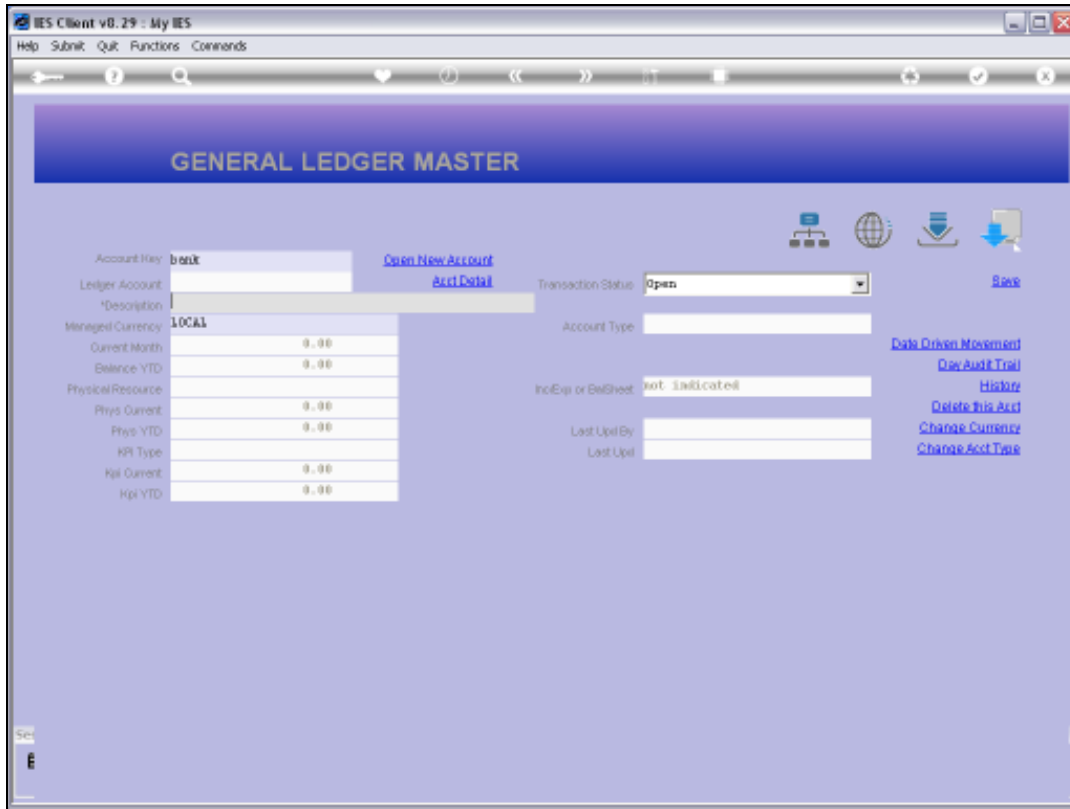 IES Client v8.29 : My IES
Help Submit Quit Functions Commands
GENERAL LEDGER MASTER
Account Key bank Open New Account
Ledger Account Acct Detail Transaction Status Open Save
*Description
Managed Currency LOCAL Account Type
Current Month 0.00 Date Driven Movement
Balance YTD 0.00 Day Audit Trail
Physical Resource Inc/Exp or BalSheet not indicated History
Phys Current 0.00 Delete this Acct
Phys YTD 0.00 Last Upd By Change Currency
KPI Type Last Upd Change Acct Type
Kpi Current 0.00
Kpi YTD 0.00
Se